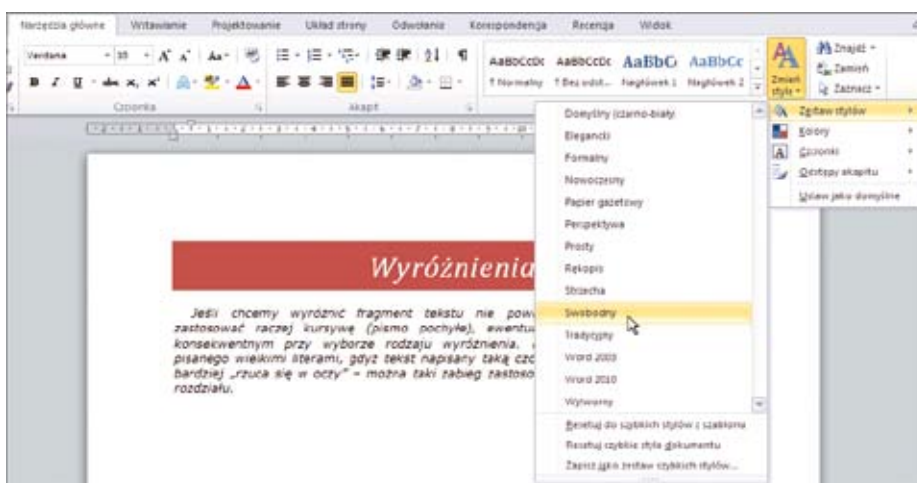 Narzędzia główne Wstawianie Projektowanie Układ strony Odwołania Korespondencja Recenzja Widok
Verdana 10 A A Aa
AaBbCcDc AaBbCcDc AaBbC AaBbCc
¶ Normalny ¶ Bez odst... Nagłówek 1 Nagłówek 2
Zmień style
Znajdź
Zamień
Zaznacz
B I U abc x, x²
Czcionka Akapit
Zestaw stylów
Kolory
Czcionki
Odstępy akapitu
Ustaw jako domyślne
Domyślny (czarno-biały)
Elegancki
Formalny
Nowoczesny
Papier gazetowy
Perspektywa
Prosty
Rękopis
Strzecha
Swobodny
Tradycyjny
Word 2003
Word 2010
Wytworny
Resetuj do szybkich stylów z szablonu
Resetuj szybkie style dokumentu
Zapisz jako zestaw szybkich stylów...
Wyróżnienia
Jeśli chcemy wyróżnić fragment tekstu nie pow
zastosować raczej kursywę (pismo pochyłe), ewentu
konsekwentnym przy wyborze rodzaju wyróżnienia.
pisanego wielkimi literami, gdyż tekst napisany taką czc
bardziej „rzuca się w oczy” – można taki zabieg zastoso
rozdziału.